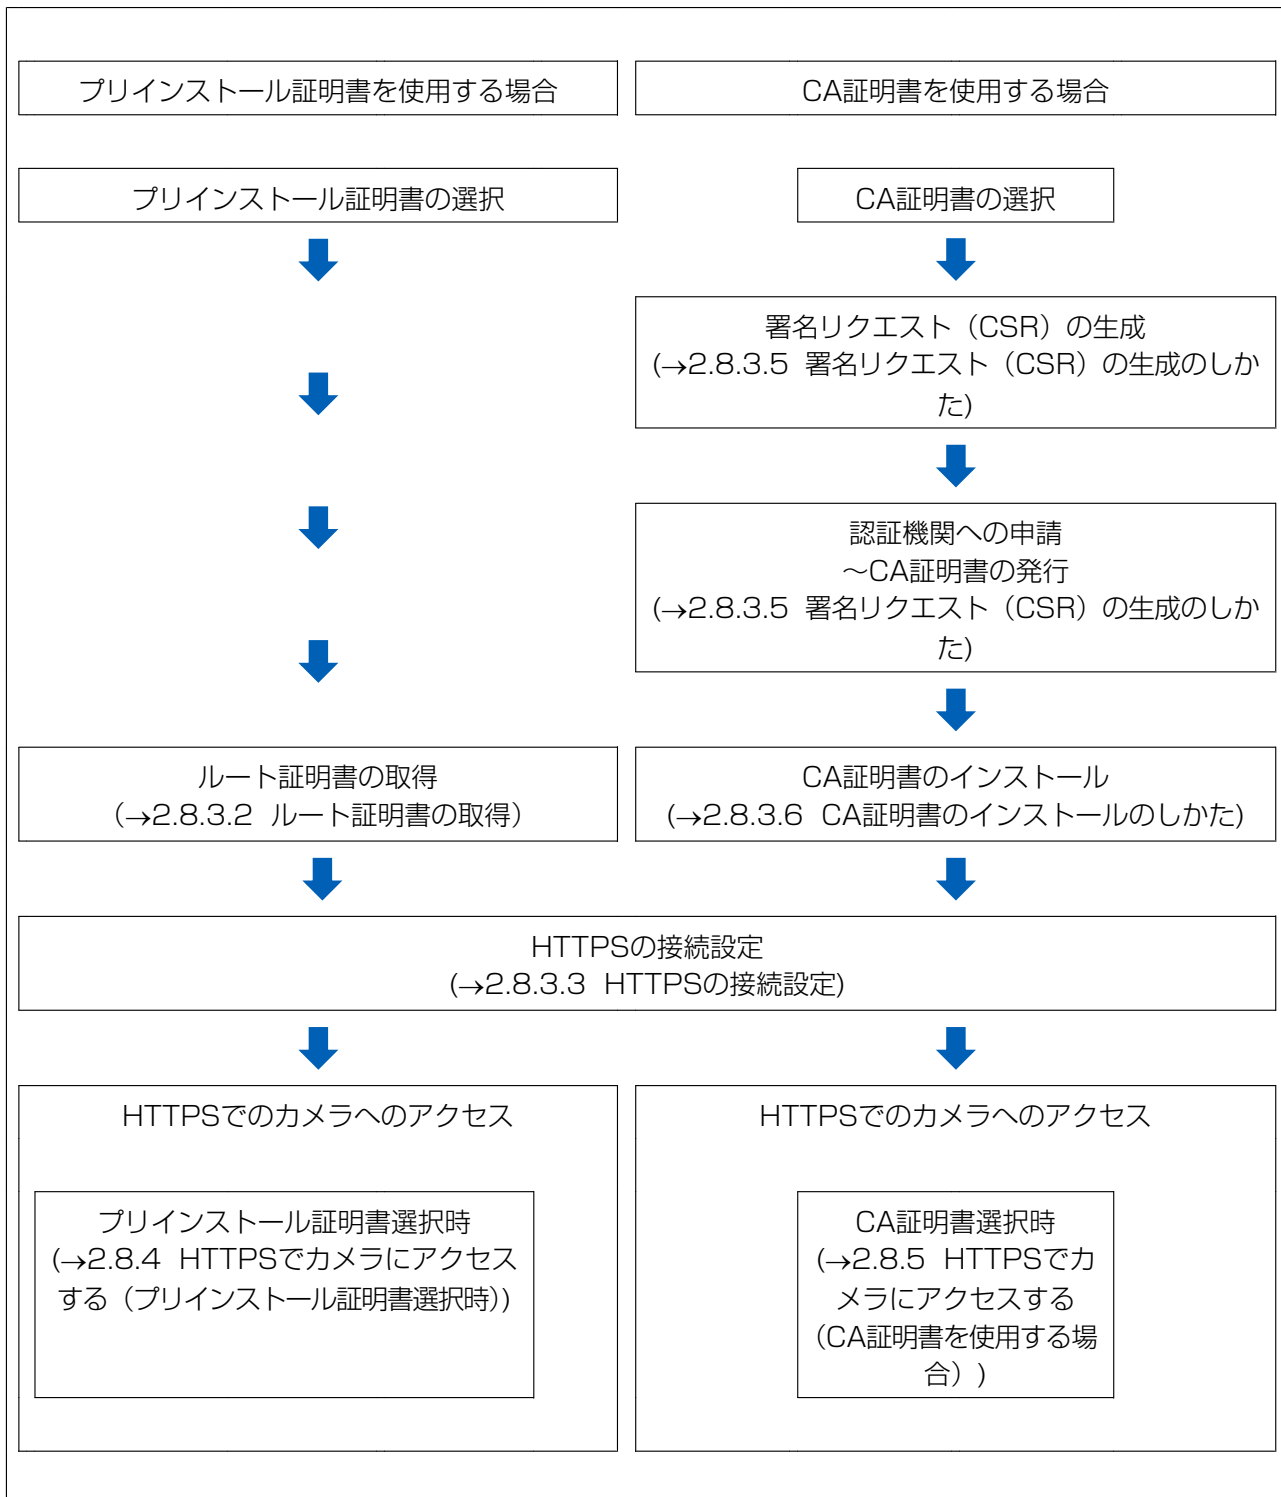 プリインストール証明書を使用する場合
CA証明書を使用する場合
プリインストール証明書の選択
CA証明書の選択
署名リクエスト（CSR）の生成
(→2.8.3.5 署名リクエスト（CSR）の生成のしか
た)
認証機関への申請
～CA証明書の発行
(→2.8.3.5 署名リクエスト（CSR）の生成のしか
た)
ルート証明書の取得
（→2.8.3.2 ルート証明書の取得）
CA証明書のインストール
(→2.8.3.6 CA証明書のインストールのしかた)
HTTPSの接続設定
(→2.8.3.3 HTTPSの接続設定)
HTTPSでのカメラへのアクセス
プリインストール証明書選択時
(→2.8.4 HTTPSでカメラにアクセス
する（プリインストール証明書選択時）)
HTTPSでのカメラへのアクセス
CA証明書選択時
(→2.8.5 HTTPSでカ
メラにアクセスする
（CA証明書を使用する場
合）)